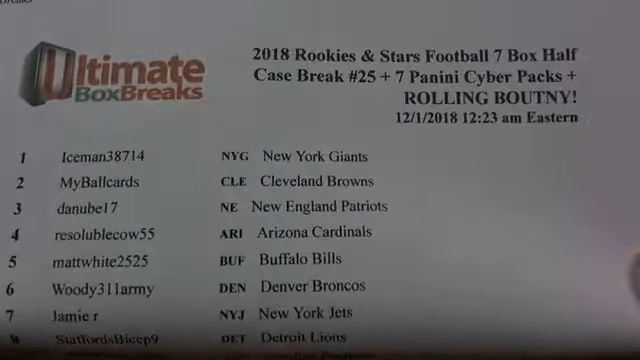 Ultimate
BoxBreaks
2018 Rookies & Stars Football 7 Box Half
Case Break #25 + 7 Panini Cyber Packs +
ROLLING BOUTNY!
12/1/2018 12:23 am Eastern
1 Iceman38714 NYG New York Giants
2 MyBallcards CLE Cleveland Browns
3 danube17 NE New England Patriots
4 resolublecow55 ARI Arizona Cardinals
5 mattwhite2525 BUF Buffalo Bills
6 Woody311army DEN Denver Broncos
7 Jamie r NYJ New York Jets
StaffordsBicep9 DET Detroit Lions